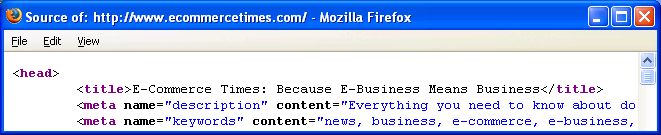 Source of: http://www.ecommercetimes.com/ - Mozilla Firefox
File Edit View
<head>
<title>E-Commerce Times: Because E-Business Means Business</title>
<meta name="description" content="Everything you need to know about do
<meta name="keywords" content="news, business, e-commerce, e-business,